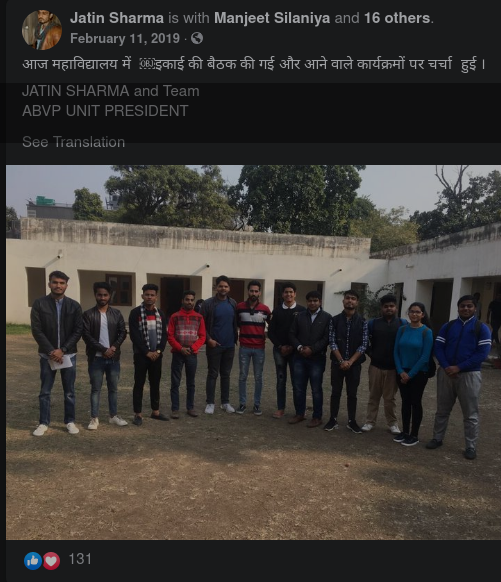 Jatin Sharma is with Manjeet Silaniya and 16 others.
February 11, 2019 ·
आज महाविद्यालय में ￼इकाई की बैठक की गई और आने वाले कार्यक्रमों पर चर्चा हुई ।
JATIN SHARMA and Team
ABVP UNIT PRESIDENT
See Translation
131